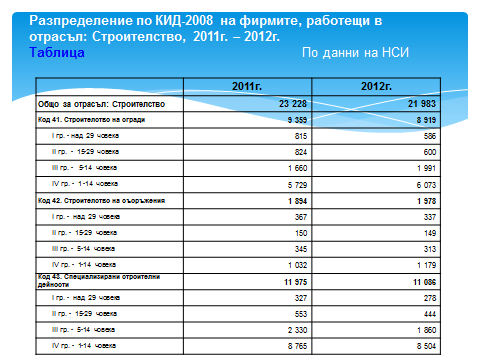 Разпределение по КИД-2008 на фирмите, работещи в
отрасъл: Строителство, 2011г. – 2012г.
Таблица По данни на НСИ
2011г. 2012г.
Общо за отрасъл: Строителство 23 228 21 983
Код 41. Строителство на огради 9 359 8 919
I гр. - над 29 човека 815 586
II гр. - 15-29 човека 824 600
III гр. - 5-14 човека 1 660 1 991
IV гр. - 1-14 човека 5 729 6 073
Код 42. Строителство на съоръжения 1 894 1 978
I гр. - над 29 човека 367 337
II гр. - 15-29 човека 150 149
III гр. - 5-14 човека 345 313
IV гр. - 1-14 човека 1 032 1 179
Код 43. Специализирани строителни
дейности 11 975 11 086
I гр. - над 29 човека 327 278
II гр. - 15-29 човека 553 444
III гр. - 5-14 човека 2 330 1 860
IV гр. - 1-14 човека 8 765 8 504